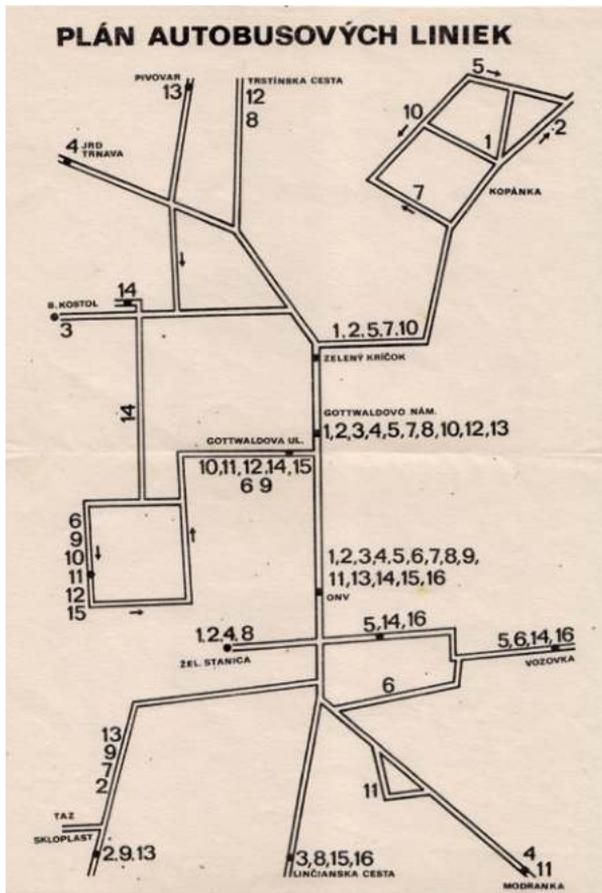 PLÁN AUTOBUSOVÝCH LINIEK
PIVOVAR
13
TRSTÍNSKA CESTA
12
8
5
10
1
2
4 JRD
TRNAVA
7
KOPÁNKA
14
B. KOSTOL
3
1,2,5,7.10
ZELENÝ KRÍČOK
14
GOTTWALDOVO NÁM.
1,2,3,4,5,7,8,10,12,13
GOTTWALDOVA UL.
10,11,12,14,15
6 9
6
9
10
11
12
15
1,2,3,4,5,6,7,8,9,
11,13,14,15,16
ONV
1.2.4,8
ŽEL. STANICA
5,14,16
5,6,14,16
VOZOVKA
6
13
9
7
2
11
TAZ
SKLOPLAST
2.9.13
3,8,15,16
LINČIANSKA CESTA
4
11
MODRANKA